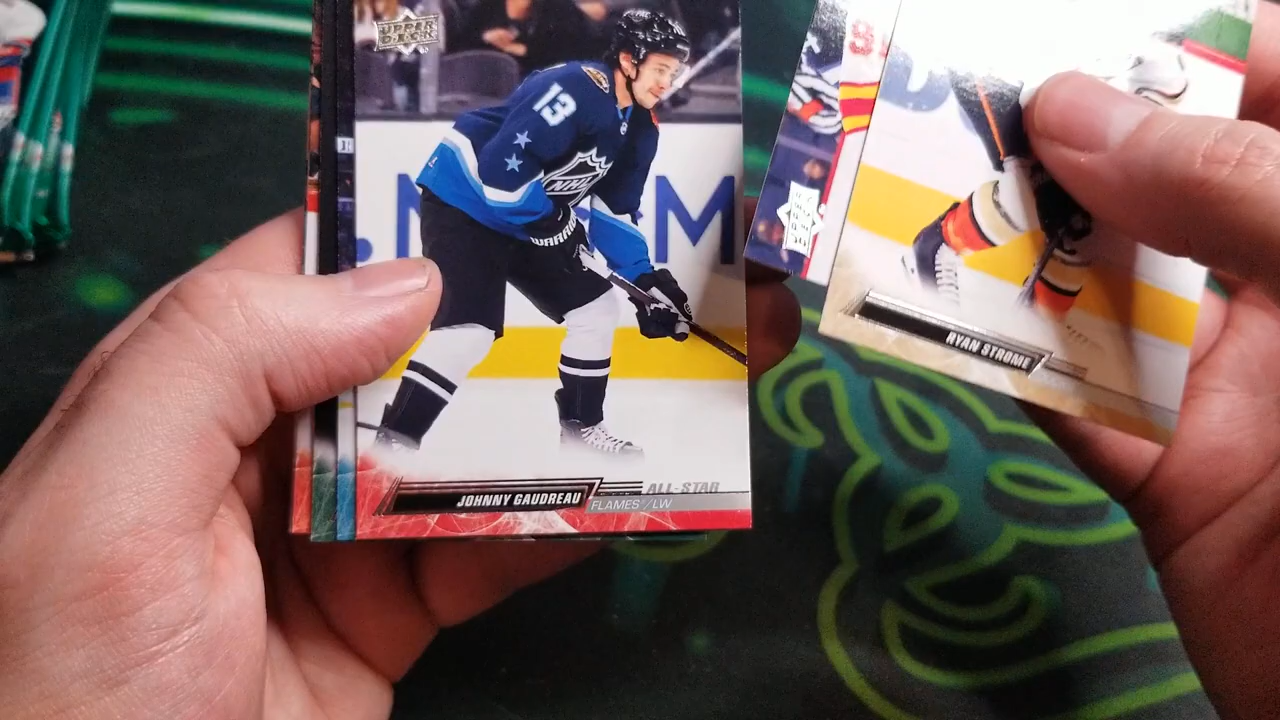 UPPER DECK
13
NHL
WARRIOR
M
JOHNNY GAUDREAU
ALL-STAR
FLAMES / LW
RYAN STROME